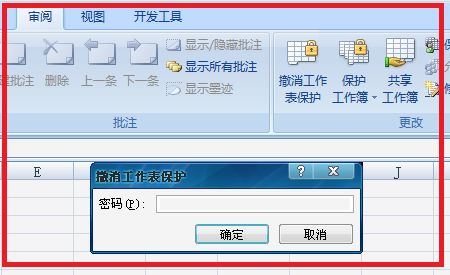 审阅 视图 开发工具
建批注 删除 上一条 下一条
显示/隐藏批注
显示所有批注
显示墨迹
撤消工作表保护
保护工作簿
共享工作簿
批注 更改
E J
撤消工作表保护
密码(P):
确定 取消